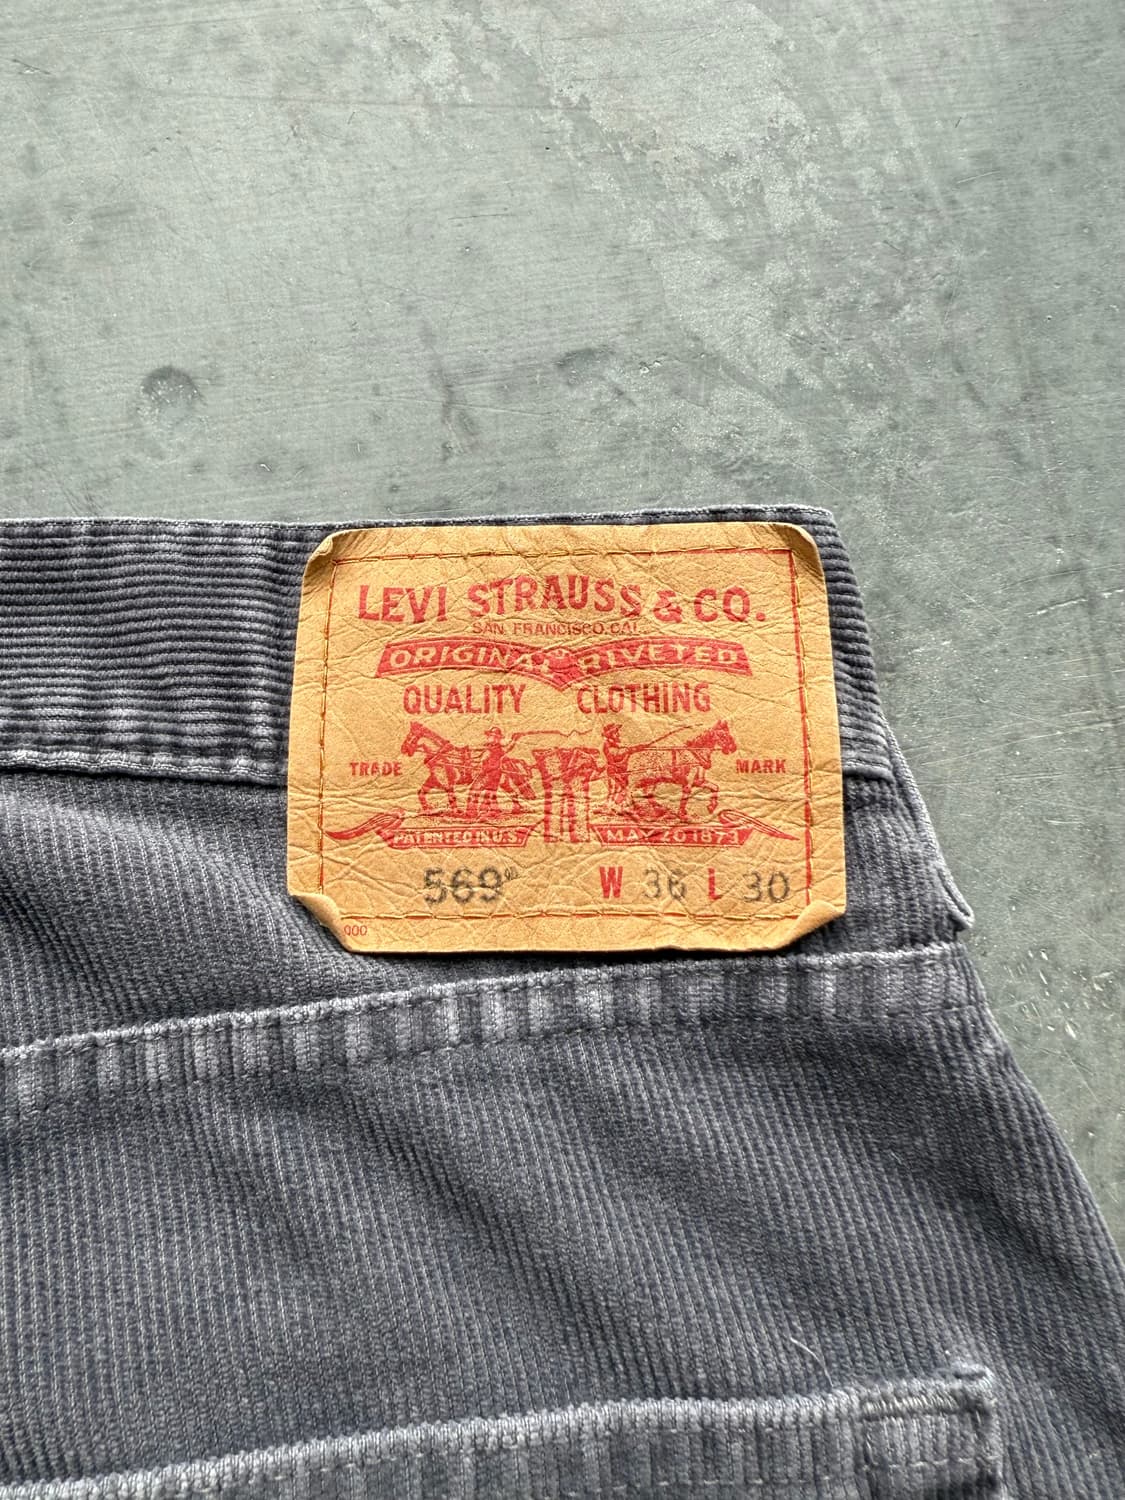 LEVI STRAUSS & CO.
SAN FRANCISCO, CAL.
ORIGINAL RIVETED
QUALITY CLOTHING
TRADE MARK
PATENTED IN U.S. MAY 20 1873
569® W 36 L 30
000